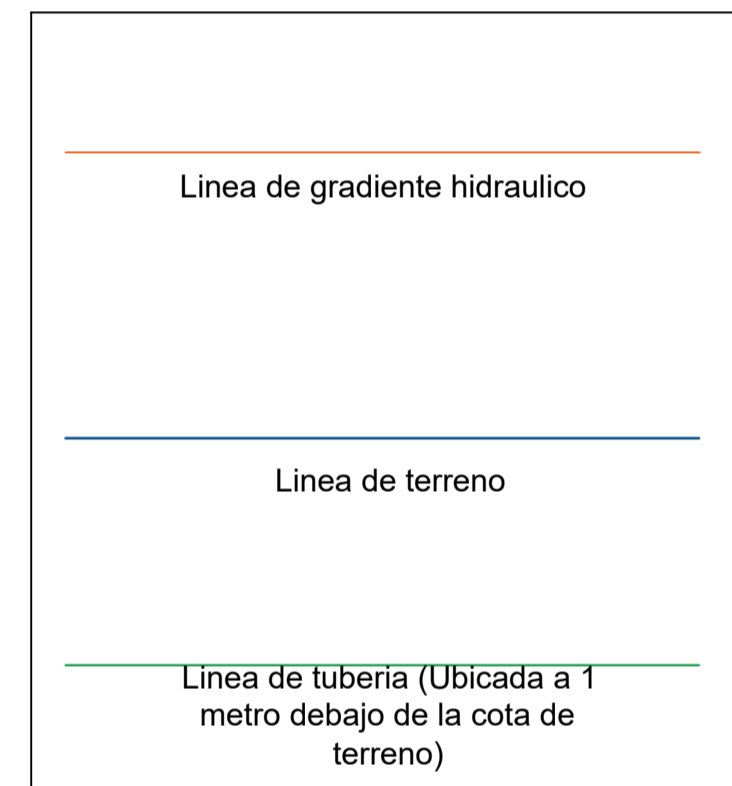 Linea de gradiente hidraulico
Linea de terreno
Linea de tuberia (Ubicada a 1
metro debajo de la cota de
terreno)